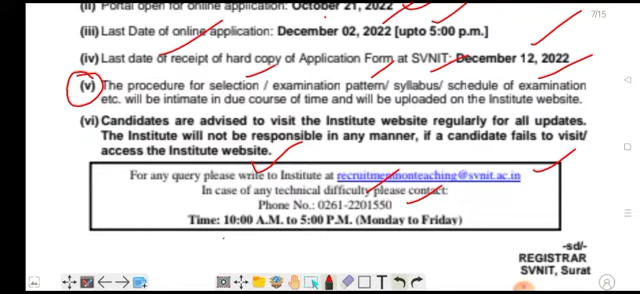 (ii) Portal open for online application: October 21, 2022
7/15
(iii) Last Date of online application: December 02, 2022 [upto 5:00 p.m.]
(iv) Last date of receipt of hard copy of Application Form at SVNIT: December 12, 2022
(v) The procedure for selection / examination pattern/ syllabus/ schedule of examination
etc. will be intimate in due course of time and will be uploaded on the Institute website.
(vi) Candidates are advised to visit the Institute website regularly for all updates.
The Institute will not be responsible in any manner, if a candidate fails to visit/
access the Institute website.
For any query please write to Institute at recruitmentnonteaching@svnit.ac.in
In case of any technical difficulty please contact:
Phone No.: 0261-2201550
Time: 10:00 A.M. to 5:00 P.M. (Monday to Friday)
-sd/-
REGISTRAR
SVNIT, Surat